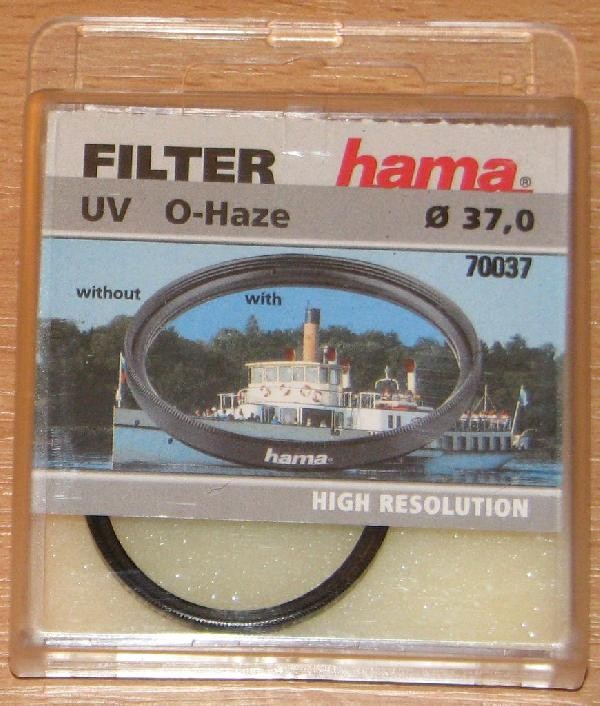 FILTER hama®
UV O-Haze Ø 37,0
70037
without with
hama®
HIGH RESOLUTION